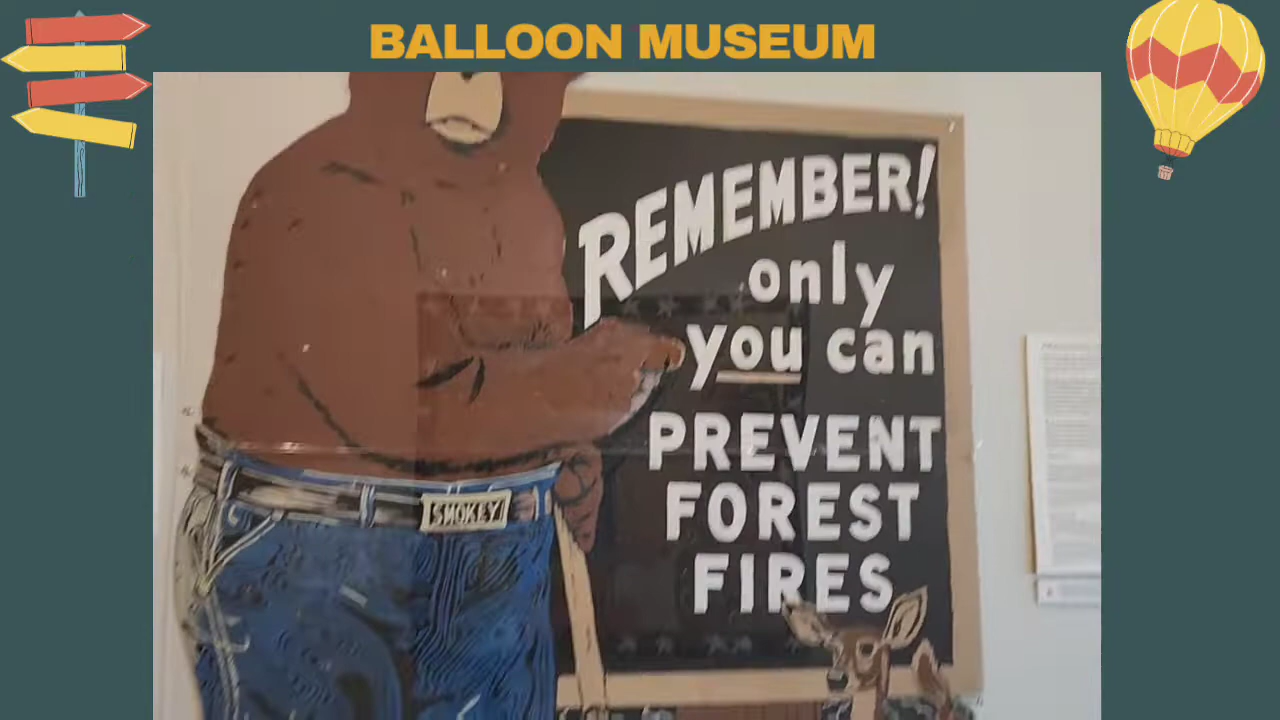 BALLOON MUSEUM
REMEMBER!
only
you can
PREVENT
FOREST
FIRES
SMOKEY